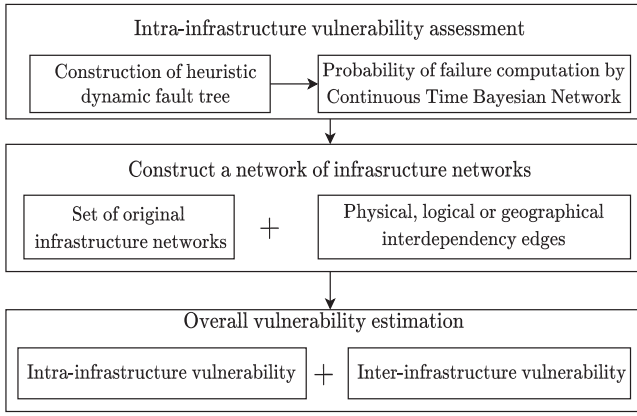 Intra-infrastructure vulnerability assessment
Construction of heuristic
dynamic fault tree
Probability of failure computation by
Continuous Time Bayesian Network
Construct a network of infrasructure networks
Set of original
infrastructure networks
+
Physical, logical or geographical
interdependency edges
Overall vulnerability estimation
Intra-infrastructure vulnerability
+
Inter-infrastructure vulnerability